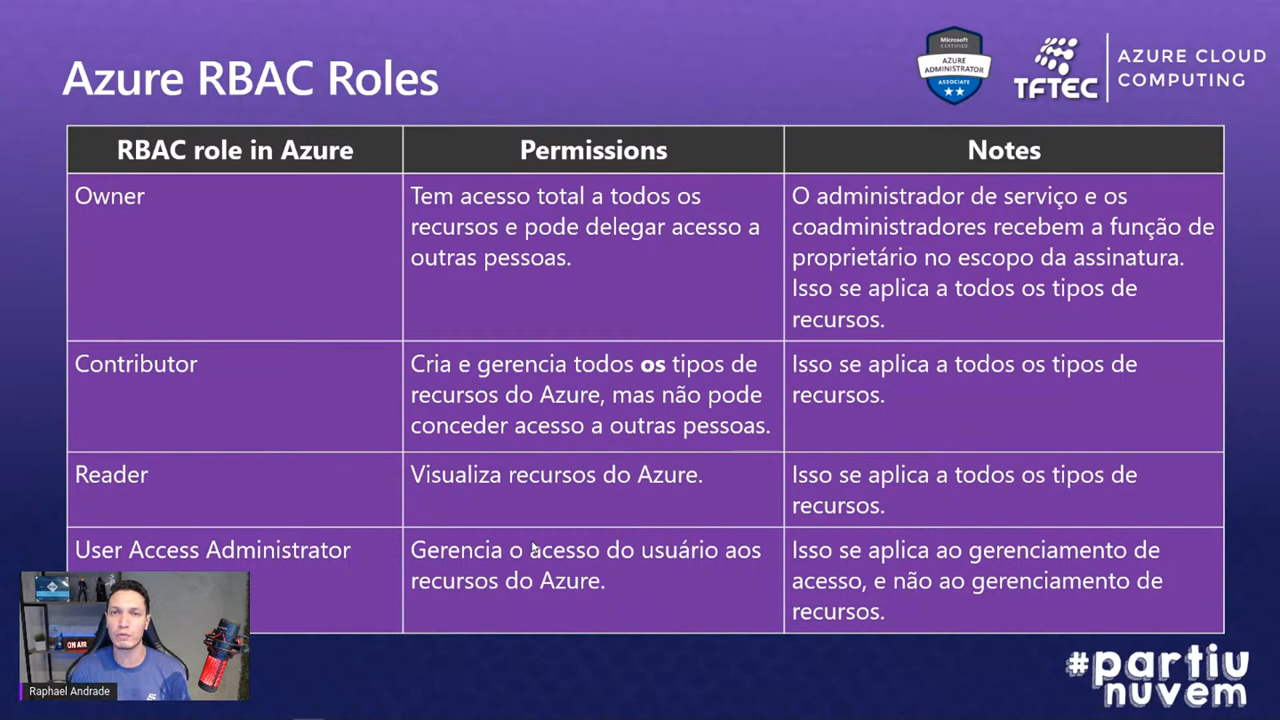 Azure RBAC Roles
Microsoft
CERTIFIED
AZURE
ADMINISTRATOR
ASSOCIATE
TFTEC
AZURE CLOUD
COMPUTING
RBAC role in Azure
Permissions
Notes
Owner
Tem acesso total a todos os
recursos e pode delegar acesso a
outras pessoas.
O administrador de serviço e os
coadministradores recebem a função de
proprietário no escopo da assinatura.
Isso se aplica a todos os tipos de
recursos.
Contributor
Cria e gerencia todos os tipos de
recursos do Azure, mas não pode
conceder acesso a outras pessoas.
Isso se aplica a todos os tipos de
recursos.
Reader
Visualiza recursos do Azure.
Isso se aplica a todos os tipos de
recursos.
User Access Administrator
Gerencia o acesso do usuário aos
recursos do Azure.
Isso se aplica ao gerenciamento de
acesso, e não ao gerenciamento de
recursos.
ON AIR
Raphael Andrade
#partiu
nuvem